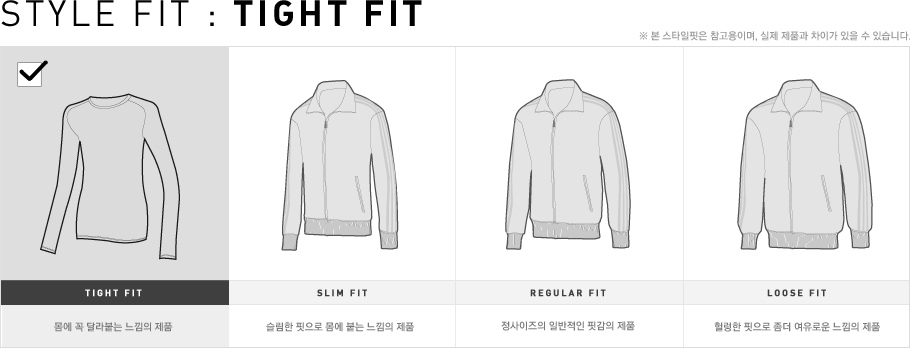 STYLE FIT : TIGHT FIT
※ 본 스타일핏은 참고용이며, 실제 제품과 차이가 있을 수 있습니다.
TIGHT FIT
SLIM FIT
REGULAR FIT
LOOSE FIT
몸에 꼭 달라붙는 느낌의 제품
슬림한 핏으로 몸에 붙는 느낌의 제품
정사이즈의 일반적인 핏감의 제품
헐렁한 핏으로 좀더 여유로운 느낌의 제품